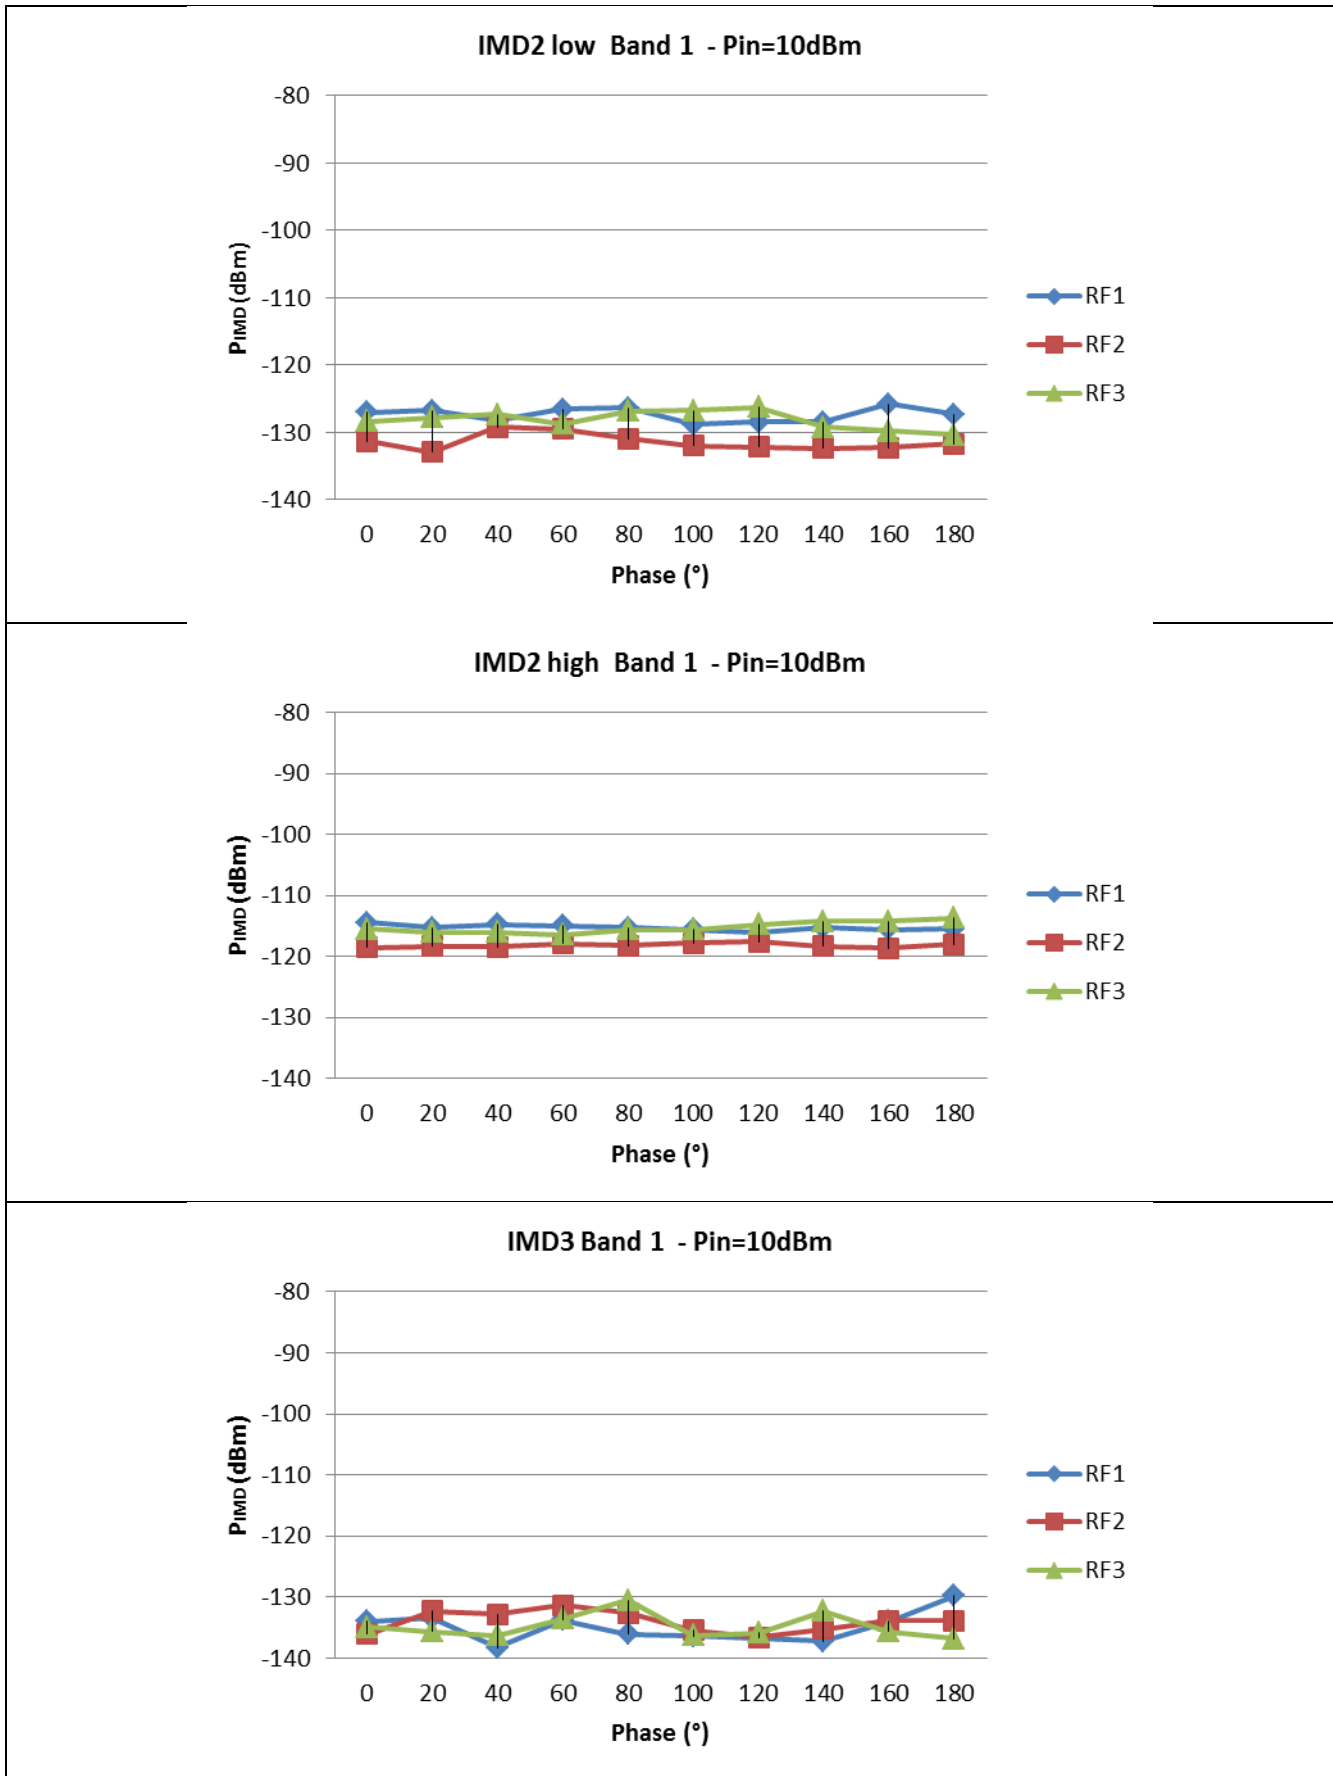 IMD2 low Band 1 - Pin=10dBm
-80
-90
-100
-110
-120
-130
-140
PIMD (dBm)
0 20 40 60 80 100 120 140 160 180
Phase (°)
RF1
RF2
RF3
IMD2 high Band 1 - Pin=10dBm
-80
-90
-100
-110
-120
-130
-140
PIMD (dBm)
0 20 40 60 80 100 120 140 160 180
Phase (°)
RF1
RF2
RF3
IMD3 Band 1 - Pin=10dBm
-80
-90
-100
-110
-120
-130
-140
PIMD (dBm)
0 20 40 60 80 100 120 140 160 180
Phase (°)
RF1
RF2
RF3